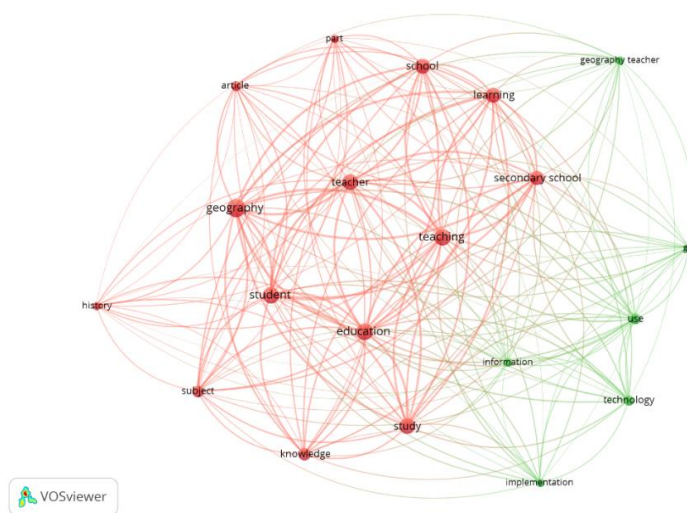 part
geography teacher
school
article
learning
secondary school
teacher
geography
teaching
student
history
use
education
information
subject
technology
study
knowledge
implementation
VOSviewer